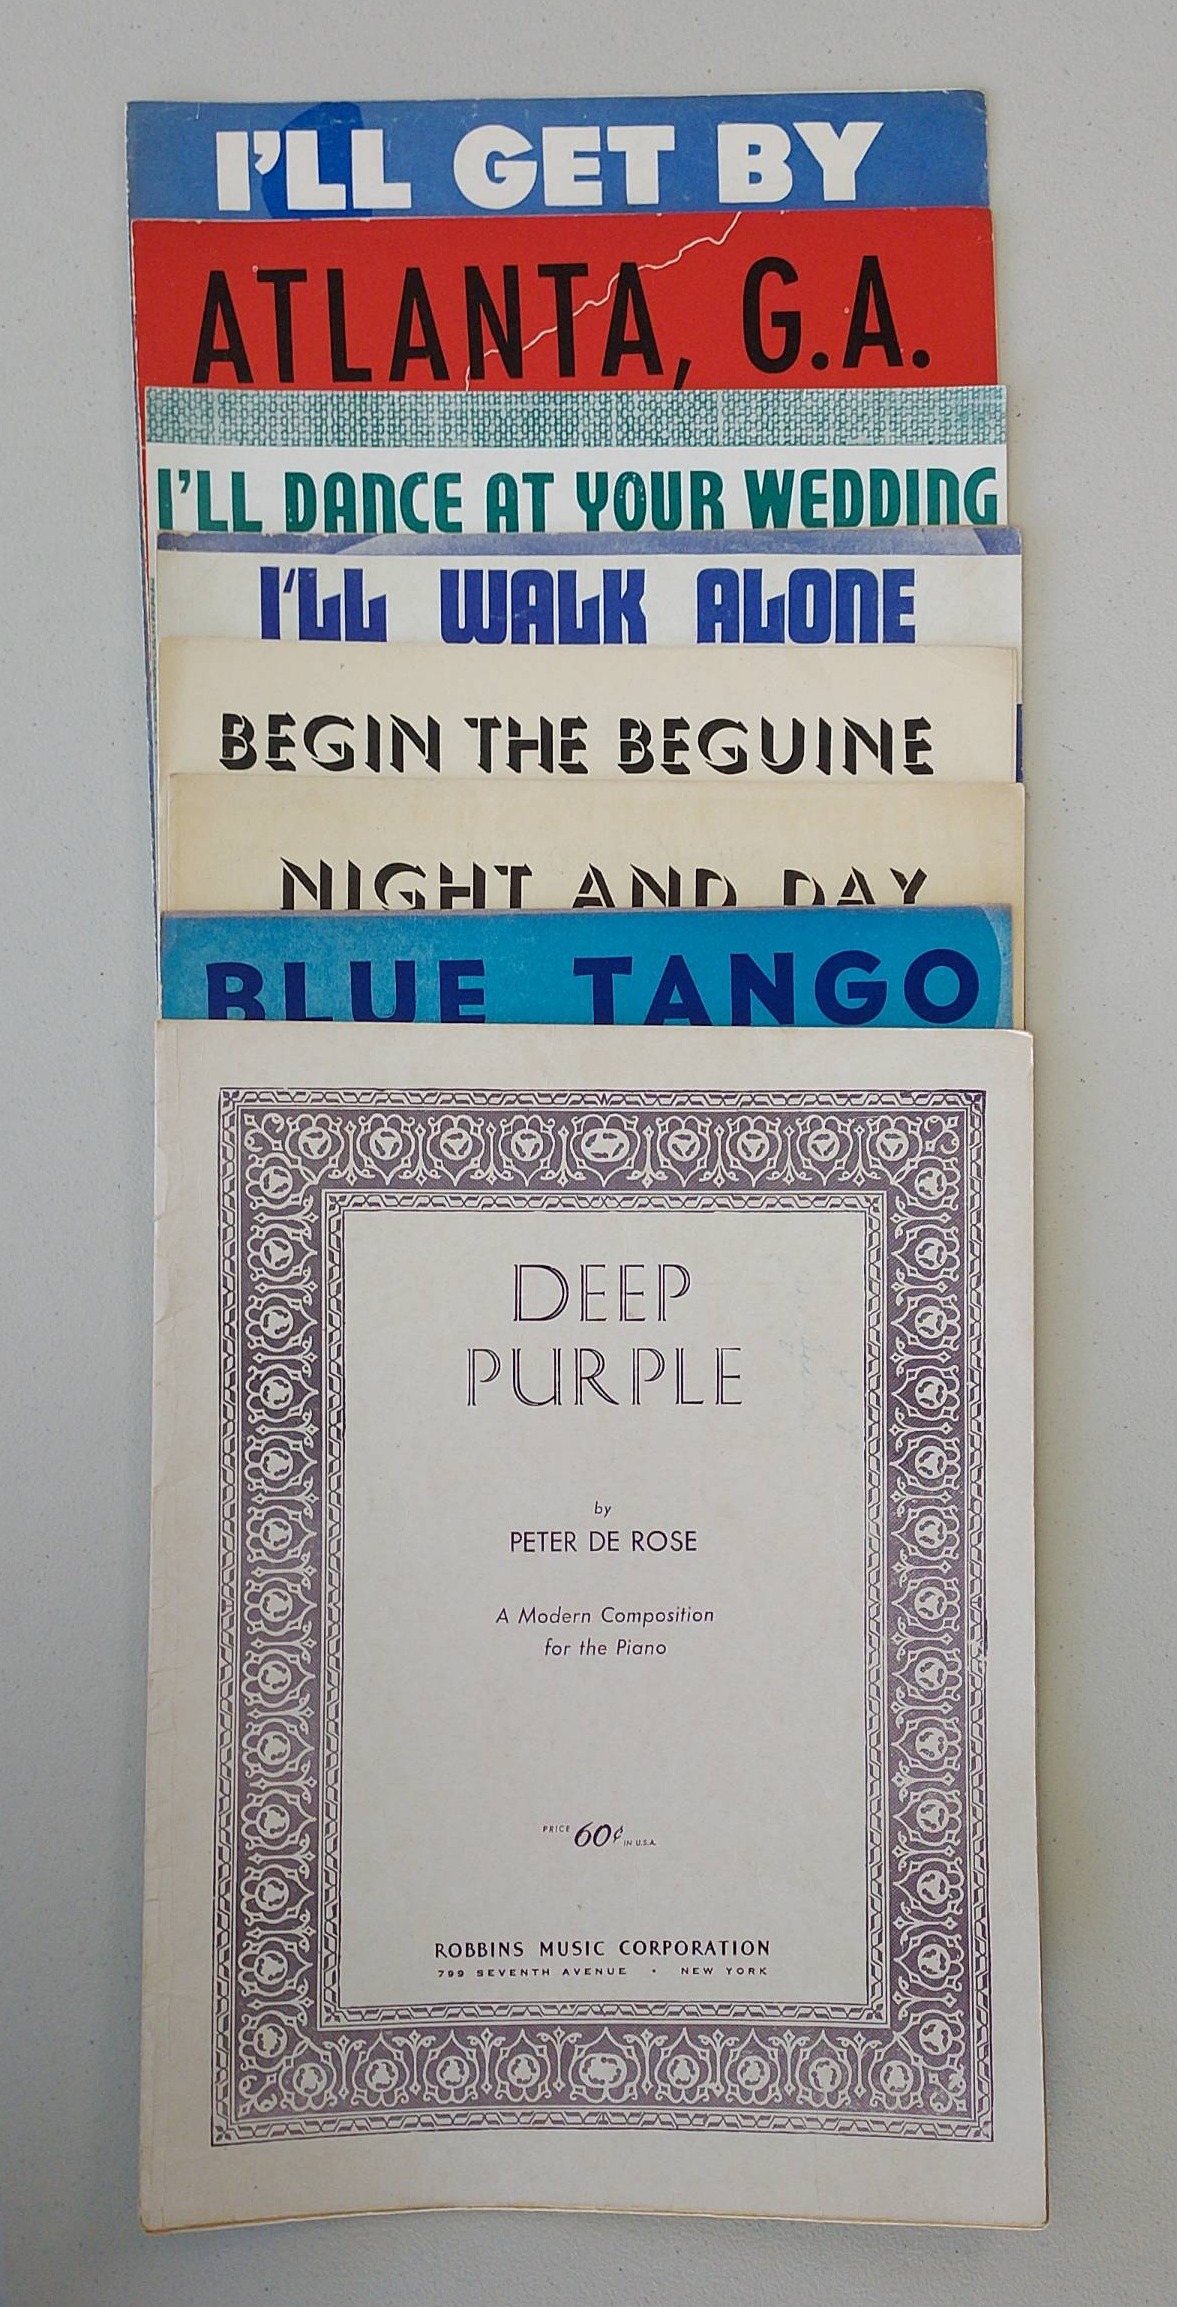 I'LL GET BY
ATLANTA, G.A.
I'LL DANCE AT YOUR WEDDING
I'LL WALK ALONE
BEGIN THE BEGUINE
NIGHT AND DAY
BLUE TANGO
DEEP
PURPLE
by
PETER DE ROSE
A Modern Composition
for the Piano
PRICE 60¢ IN U.S.A.
ROBBINS MUSIC CORPORATION
799 SEVENTH AVENUE • NEW YORK